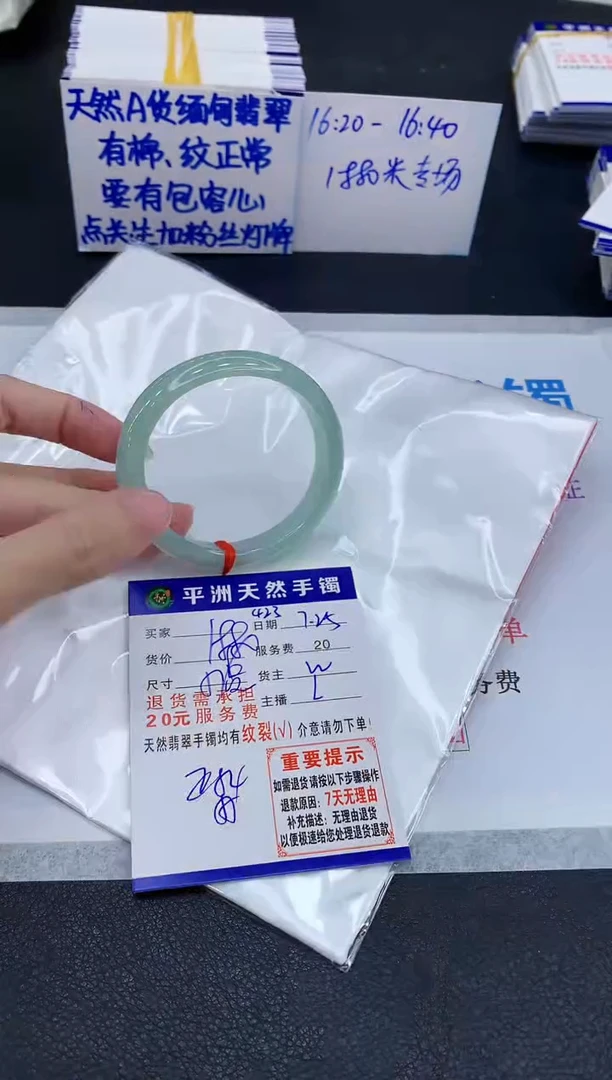 天然A货缅甸翡翠
有棉、纹正常
要有包容心
点关注加粉丝灯牌
16:20-16:40
专场
镯
单
务费
平洲天然手镯
423
买家 日期 7-25
货价 服务费 20
尺寸 货主 W
退货需承担 主播 L
20元服务费
天然翡翠手镯均有纹裂(√) 介意请勿下单!
重要提示
如需退货请按以下步骤操作
退款原因:7天无理由
补充描述:无理由退货
以便极速给您处理退货退款